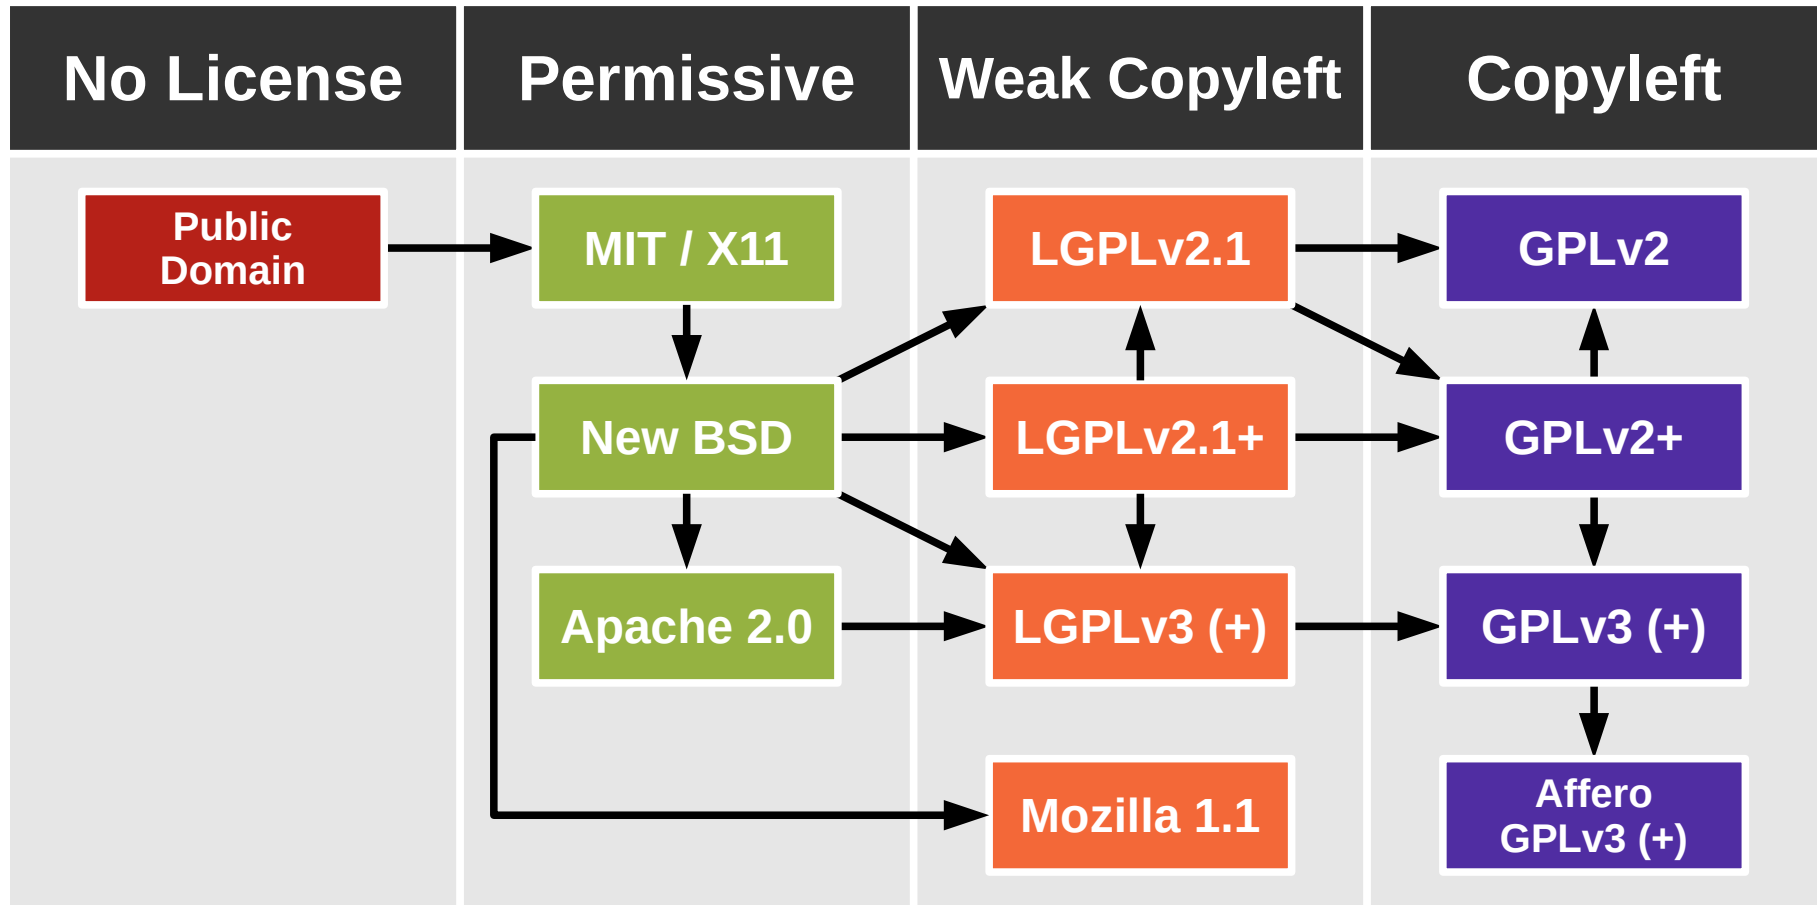 No License
Permissive
Weak Copyleft
Copyleft
Public
Domain
MIT / X11
LGPLv2.1
GPLv2
New BSD
LGPLv2.1+
GPLv2+
Apache 2.0
LGPLv3 (+)
GPLv3 (+)
Mozilla 1.1
Affero
GPLv3 (+)